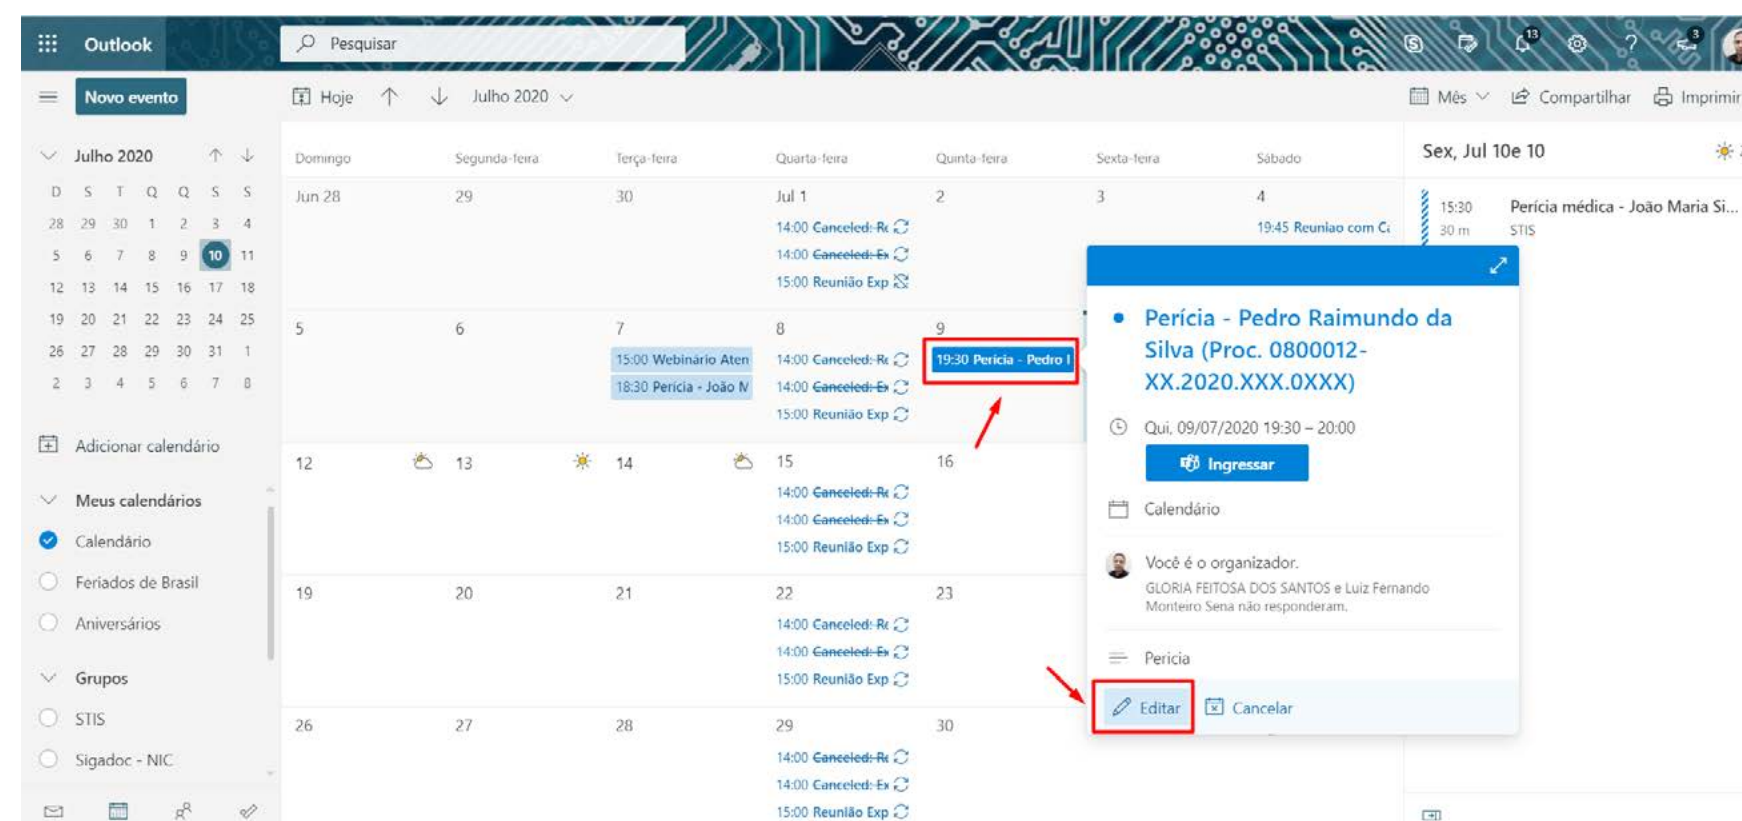 Outlook
Pesquisar
13
?
3
Novo evento
Hoje
Julho 2020
Mês
Compartilhar
Imprimir
Julho 2020
D S T Q Q S S
28 29 30 1 2 3 4
5 6 7 8 9 10 11
12 13 14 15 16 17 18
19 20 21 22 23 24 25
26 27 28 29 30 31 1
2 3 4 5 6 7 8
Adicionar calendário
Meus calendários
Calendário
Feriados de Brasil
Aniversários
Grupos
STIS
Sigadoc - NIC
Domingo Segunda-feira Terça-feira Quarta-feira Quinta-feira Sexta-feira Sábado
Jun 28 29 30 Jul 1 2 3 4
14:00 Canceled: Re
14:00 Canceled: Ex
15:00 Reunião Exp
19:45 Reuniao com Ca
5 6 7 8 9
15:00 Webinário Aten
18:30 Perícia - João M
14:00 Canceled: Re
14:00 Canceled: Ex
15:00 Reunião Exp
19:30 Perícia - Pedro
12 13 14 15 16
14:00 Canceled: Re
14:00 Canceled: Ex
15:00 Reunião Exp
19 20 21 22 23
14:00 Canceled: Re
14:00 Canceled: Ex
15:00 Reunião Exp
26 27 28 29 30
14:00 Canceled: Re
14:00 Canceled: Ex
15:00 Reunião Exp
Sex, Jul 10e 10
15:30 Perícia médica - João Maria Si...
30 m STIS
Perícia - Pedro Raimundo da
Silva (Proc. 0800012-
XX.2020.XXX.0XXX)
Qui, 09/07/2020 19:30 – 20:00
Ingressar
Calendário
Você é o organizador.
GLORIA FEITOSA DOS SANTOS e Luiz Fernando
Monteiro Sena não responderam.
Pericia
Editar
Cancelar